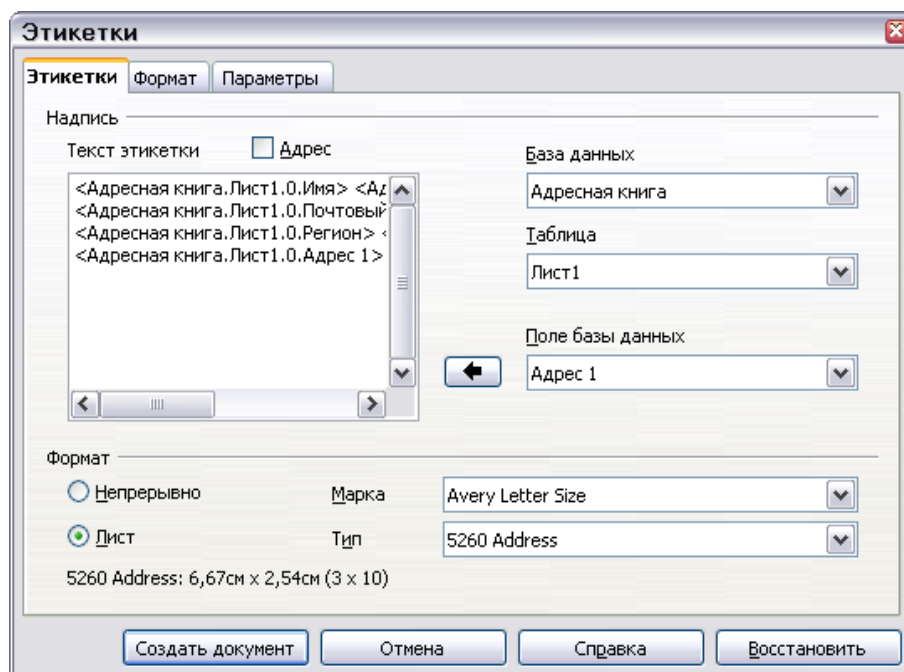 Этикетки
Этикетки Формат Параметры
Надпись
Текст этикетки Адрес
<Адресная книга.Лист1.0.Имя> <Ад
<Адресная книга.Лист1.0.Почтовый
<Адресная книга.Лист1.0.Регион> <
<Адресная книга.Лист1.0.Адрес 1>
База данных
Адресная книга
Таблица
Лист1
Поле базы данных
Адрес 1
Формат
Непрерывно Марка Avery Letter Size
Лист Тип 5260 Address
5260 Address: 6,67см x 2,54см (3 x 10)
Создать документ Отмена Справка Восстановить